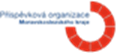 Příspěvková organizace
Moravskoslezského kraje